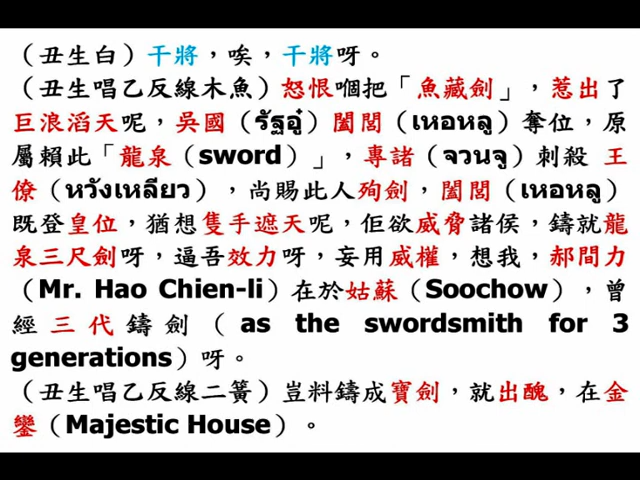 （丑生白）干將，唉，干將呀。
（丑生唱乙反線木魚）怒恨嗰把「魚藏劍」，惹出了
巨浪滔天呢，吳國（รัฐอู๋）闔閭（เหอหลู）奪位，原
屬賴此「龍泉（sword）」，專諸（จวนจู）刺殺 王
僚（หวังเหลียว），尚賜此人殉劍，闔閭（เหอหลู）
既登皇位，猶想隻手遮天呢，佢欲威脅諸侯，鑄就龍
泉三尺劍呀，逼吾效力呀，妄用威權，想我，郝間力
（Mr. Hao Chien-li）在於姑蘇（Soochow），曾
經三代鑄劍（as the swordsmith for 3
generations）呀。
（丑生唱乙反線二簧）豈料鑄成寶劍，就出醜，在金
鑾（Majestic House）。